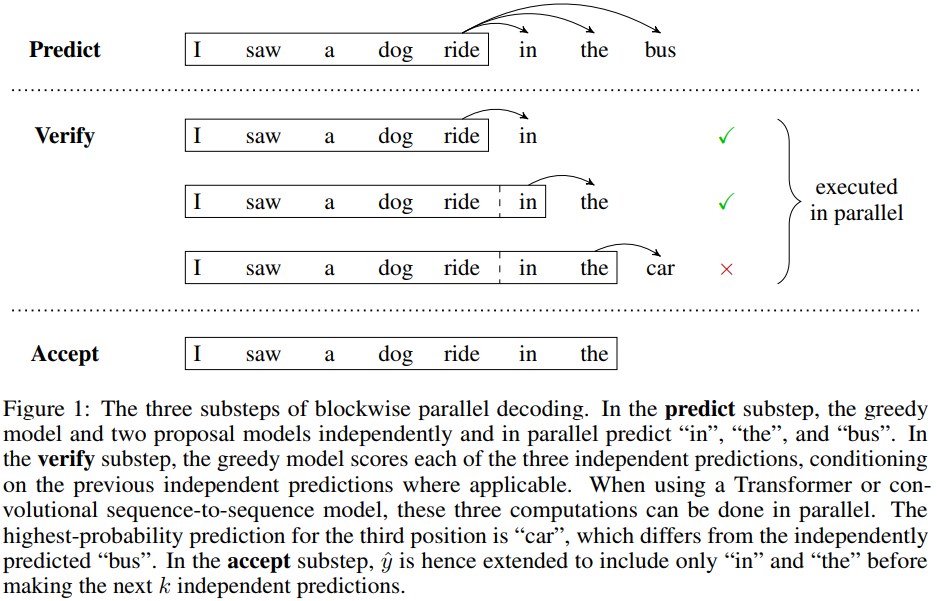 Predict I saw a dog ride in the bus
Verify I saw a dog ride in ✓
I saw a dog ride in the ✓
executed
in parallel
I saw a dog ride in the car ×
Accept I saw a dog ride in the
Figure 1: The three substeps of blockwise parallel decoding. In the predict substep, the greedy
model and two proposal models independently and in parallel predict “in”, “the”, and “bus”. In
the verify substep, the greedy model scores each of the three independent predictions, conditioning
on the previous independent predictions where applicable. When using a Transformer or con-
volutional sequence-to-sequence model, these three computations can be done in parallel. The
highest-probability prediction for the third position is “car”, which differs from the independently
predicted “bus”. In the accept substep, ŷ is hence extended to include only “in” and “the” before
making the next k independent predictions.